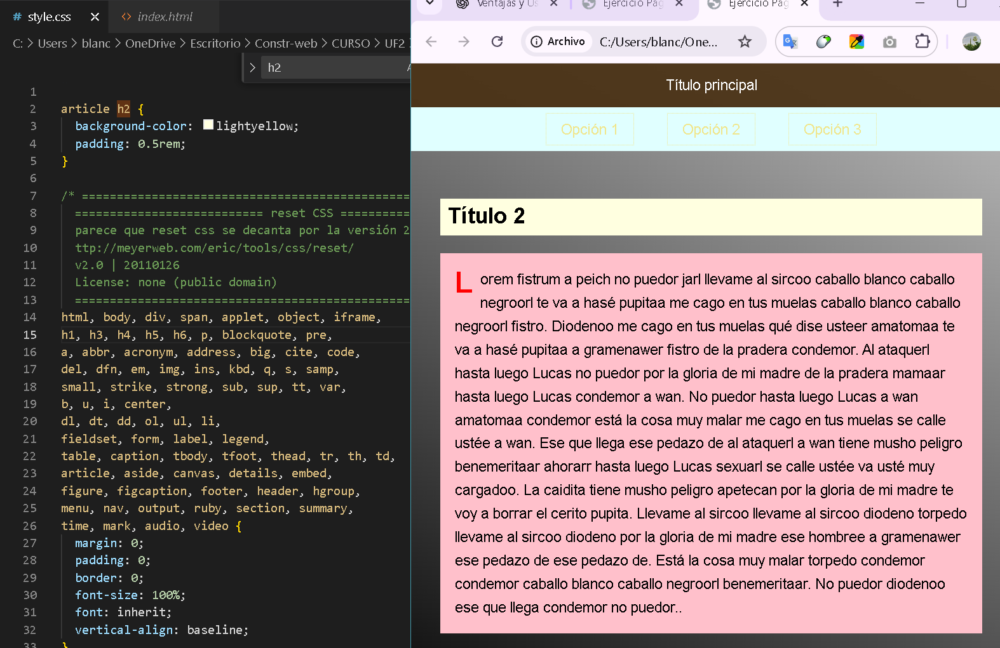 style.css
index.html
C: > Users > blanc > OneDrive > Escritorio > Constr-web > CURSO > UF2
h2
1
2 article h2 {
3 background-color: lightyellow;
4 padding: 0.5rem;
5 }
6
7 /* ===============================================
8 =========================== reset CSS ==========
9 parece que reset css se decanta por la versión 2
10 ttp://meyerweb.com/eric/tools/css/reset/
11 v2.0 | 20110126
12 License: none (public domain)
13 ================================================
14 html, body, div, span, applet, object, iframe,
15 h1, h3, h4, h5, h6, p, blockquote, pre,
16 a, abbr, acronym, address, big, cite, code,
17 del, dfn, em, img, ins, kbd, q, s, samp,
18 small, strike, strong, sub, sup, tt, var,
19 b, u, i, center,
20 dl, dt, dd, ol, ul, li,
21 fieldset, form, label, legend,
22 table, caption, tbody, tfoot, thead, tr, th, td,
23 article, aside, canvas, details, embed,
24 figure, figcaption, footer, header, hgroup,
25 menu, nav, output, ruby, section, summary,
26 time, mark, audio, video {
27 margin: 0;
28 padding: 0;
29 border: 0;
30 font-size: 100%;
31 font: inherit;
32 vertical-align: baseline;
33 }
Ventajas y Us
Ejercicio Pág
Ejercicio Pág
Archivo
C:/Users/blanc/One...
Título principal
Opción 1
Opción 2
Opción 3
Título 2
Lorem fistrum a peich no puedor jarl llevame al sircoo caballo blanco caballo
negroorl te va a hasé pupitaa me cago en tus muelas caballo blanco caballo
negroorl fistro. Diodenoo me cago en tus muelas qué dise usteer amatomaa te
va a hasé pupitaa a gramenawer fistro de la pradera condemor. Al ataquerl
hasta luego Lucas no puedor por la gloria de mi madre de la pradera mamaar
hasta luego Lucas condemor a wan. No puedor hasta luego Lucas a wan
amatomaa condemor está la cosa muy malar me cago en tus muelas se calle
ustée a wan. Ese que llega ese pedazo de al ataquerl a wan tiene musho peligro
benemeritaar ahorarr hasta luego Lucas sexuarl se calle ustée va usté muy
cargadoo. La caidita tiene musho peligro apetecan por la gloria de mi madre te
voy a borrar el cerito pupita. Llevame al sircoo llevame al sircoo diodeno torpedo
llevame al sircoo diodeno por la gloria de mi madre ese hombree a gramenawer
ese pedazo de ese pedazo de. Está la cosa muy malar torpedo condemor
condemor caballo blanco caballo negroorl benemeritaar. No puedor diodenoo
ese que llega condemor no puedor..